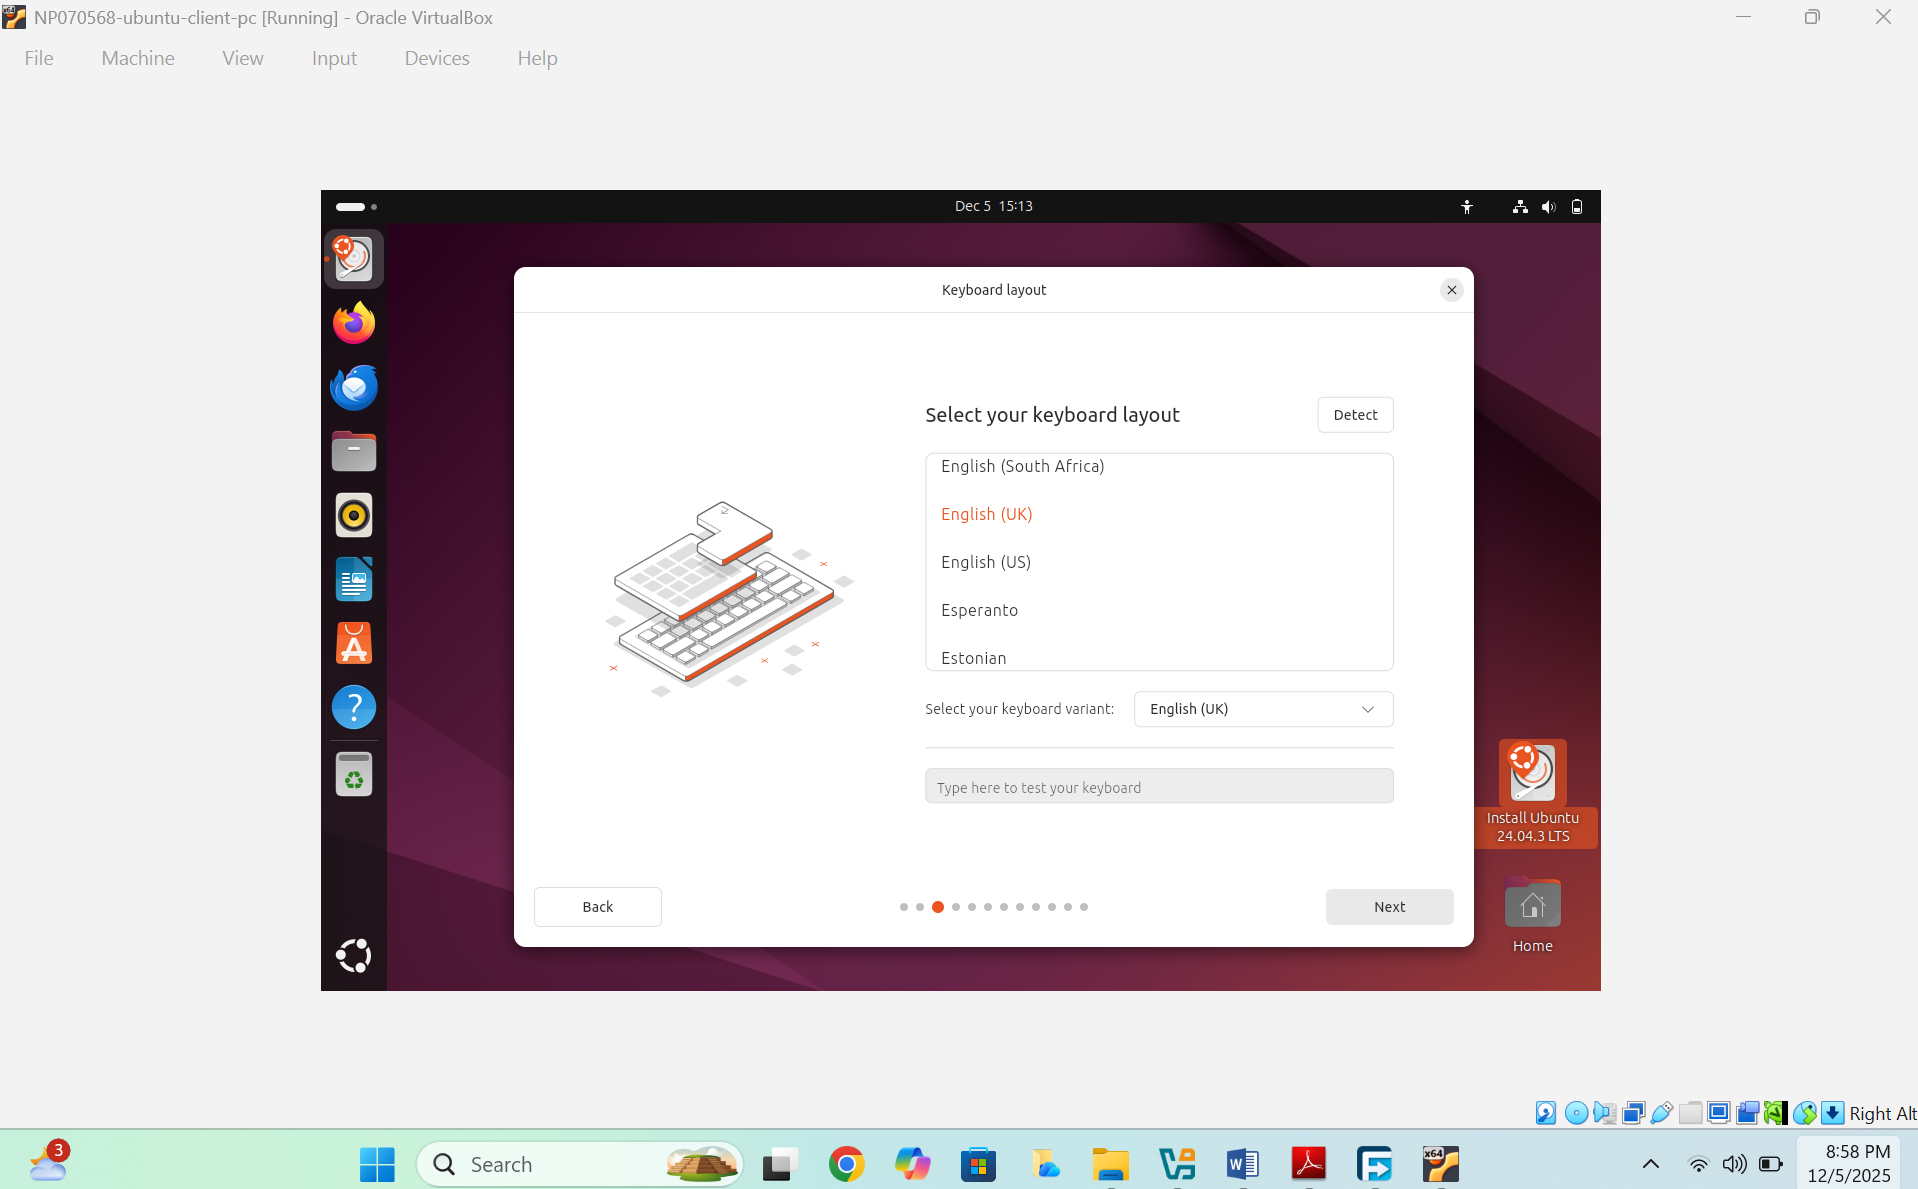 NP070568-ubuntu-client-pc [Running] - Oracle VirtualBox
File Machine View Input Devices Help
Dec 5 15:13
Keyboard layout
Select your keyboard layout
Detect
English (South Africa)
English (UK)
English (US)
Esperanto
Estonian
Select your keyboard variant:
English (UK)
Type here to test your keyboard
Back
Next
Install Ubuntu
24.04.3 LTS
Home
Right Alt
3
Search
x64
8:58 PM
12/5/2025